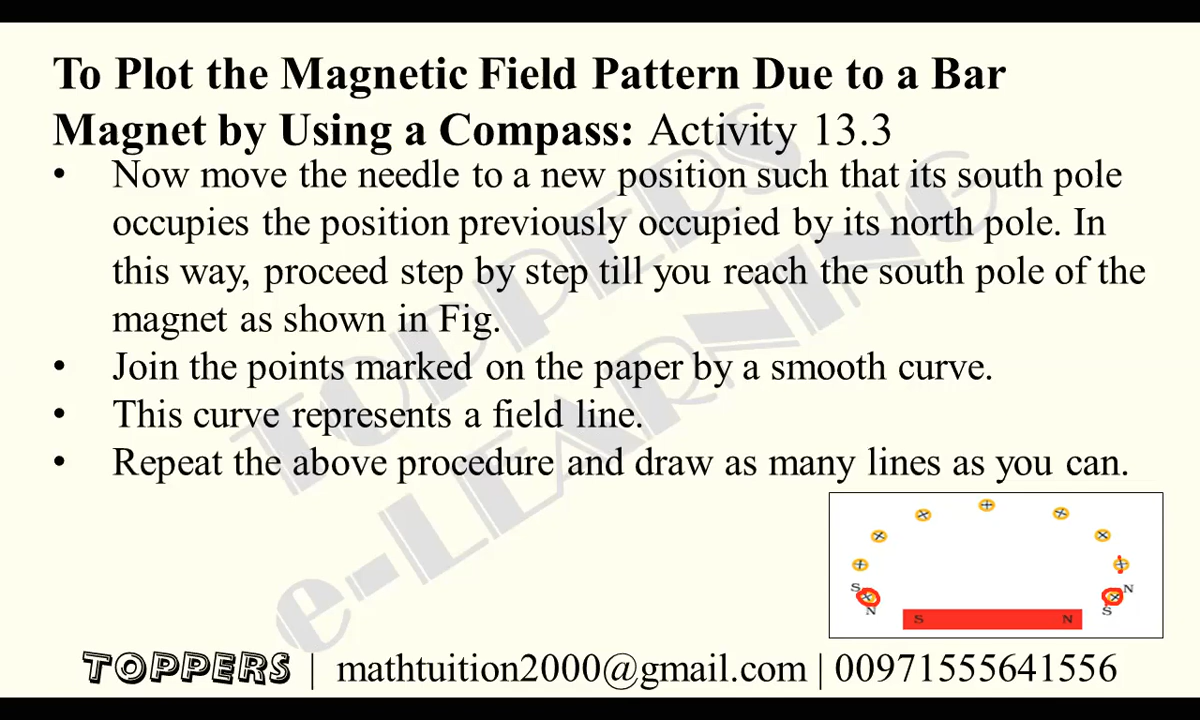 To Plot the Magnetic Field Pattern Due to a Bar
Magnet by Using a Compass: Activity 13.3
• Now move the needle to a new position such that its south pole
occupies the position previously occupied by its north pole. In
this way, proceed step by step till you reach the south pole of the
magnet as shown in Fig.
• Join the points marked on the paper by a smooth curve.
• This curve represents a field line.
• Repeat the above procedure and draw as many lines as you can.
TOPPERS
e-LEARNING
S
N
N
S
S N
TOPPERS | mathtuition2000@gmail.com | 00971555641556